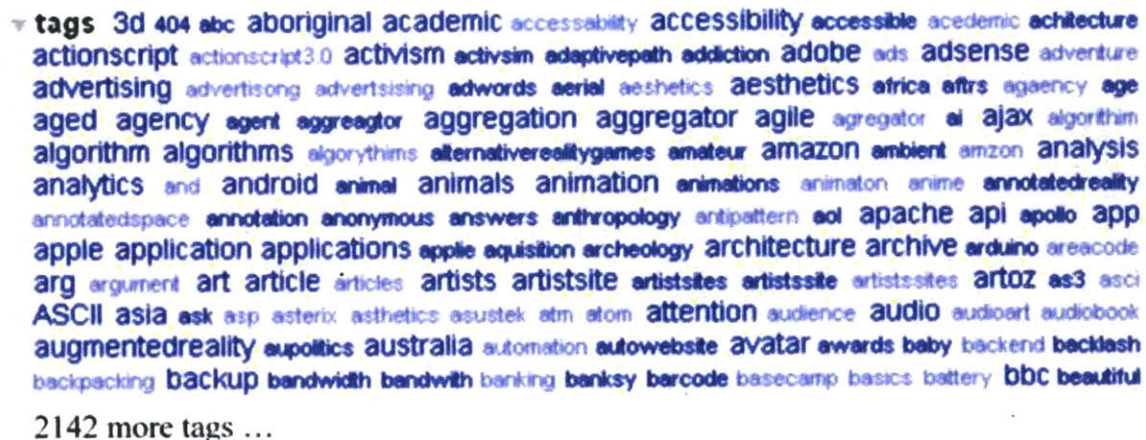 tags 3d 404 abc aboriginal academic accessability accessibility accessible acedemic achitecture
actionscript actionscript3.0 activism activsim adaptivepath addiction adobe ads adsense adventure
advertising advertisong advertsising adwords aerial aeshetics aesthetics africa aftrs agaency age
aged agency agent aggreagtor aggregation aggregator agile agregator ai ajax algorithim
algorithm algorithms algorythims alternativerealitygames amateur amazon ambient amzon analysis
analytics and android animal animals animation animations animaton anime annotatedreality
annotatedspace annotation anonymous answers anthropology antipattern aol apache api apollo app
apple application applications applie aquisition archeology architecture archive arduino areacode
arg argument art article articles artists artistsite artistsites artistssite artistssites artoz as3 asci
ASCII asia ask asp asterix asthetics asustek atm atom attention audience audio audioart audiobook
augmentedreality aupolitics australia automation autowebsite avatar awards baby backend backlash
backpacking backup bandwidth bandwith banking banksy barcode basecamp basics battery bbc beautiful
2142 more tags …